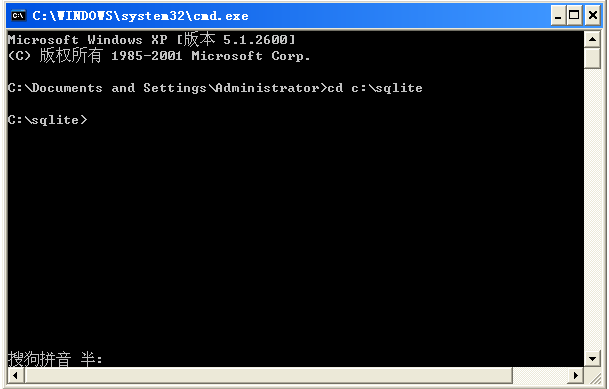 C:\WINDOWS\system32\cmd.exe
Microsoft Windows XP [版本 5.1.2600]
(C) 版权所有 1985-2001 Microsoft Corp.
C:\Documents and Settings\Administrator>cd c:\sqlite
C:\sqlite>
搜狗拼音 半: